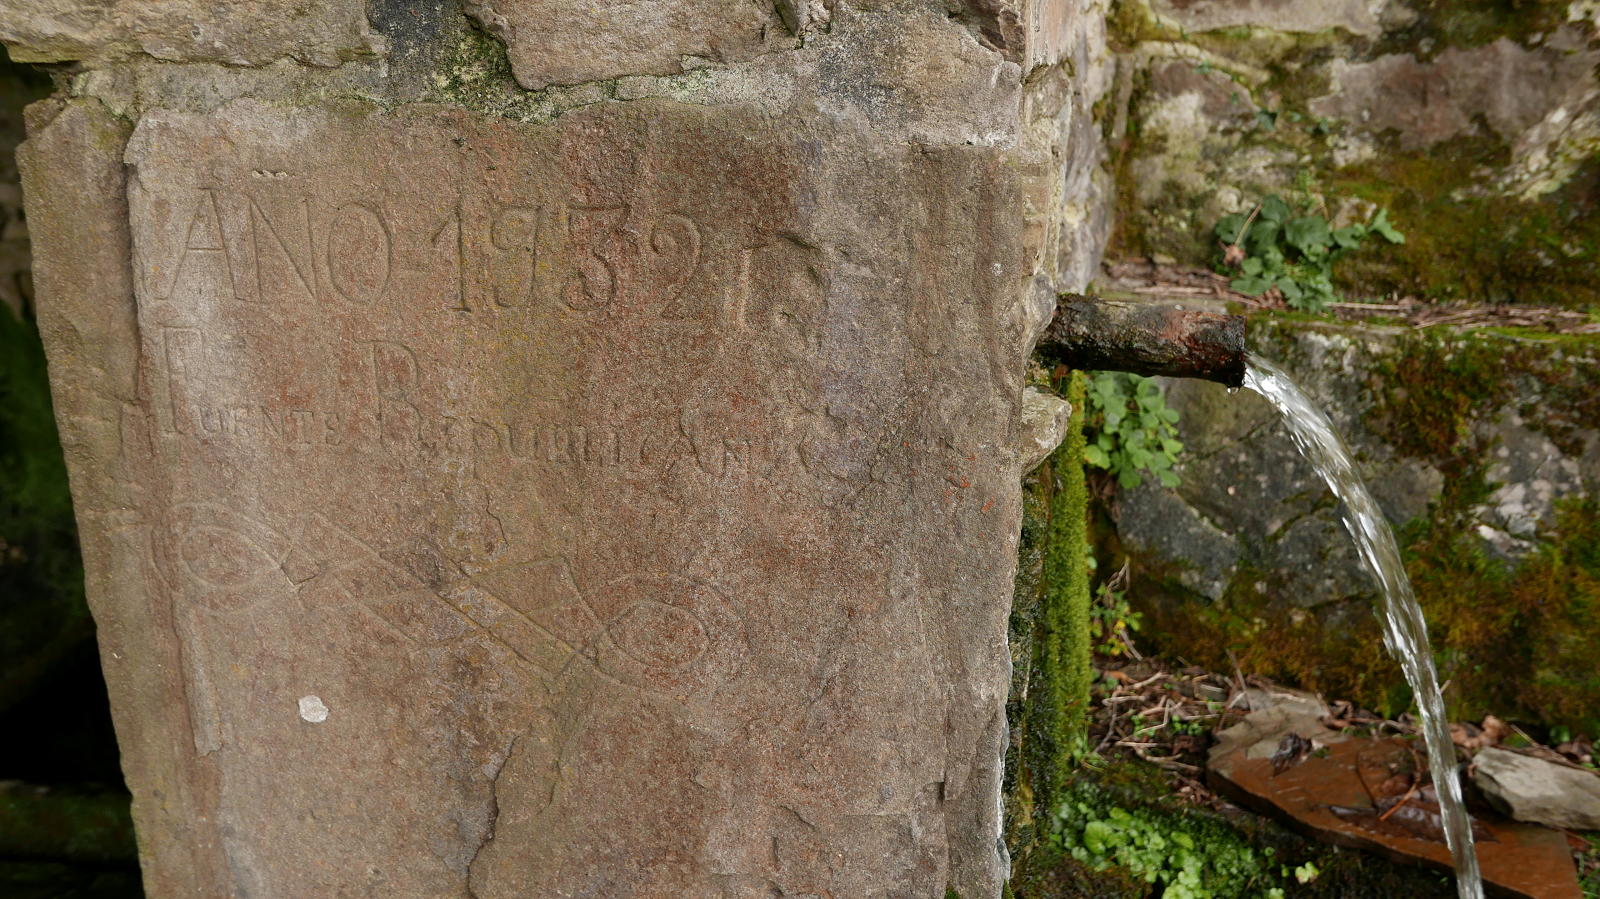 AÑO-1932
FUENTE REPUBLICANA